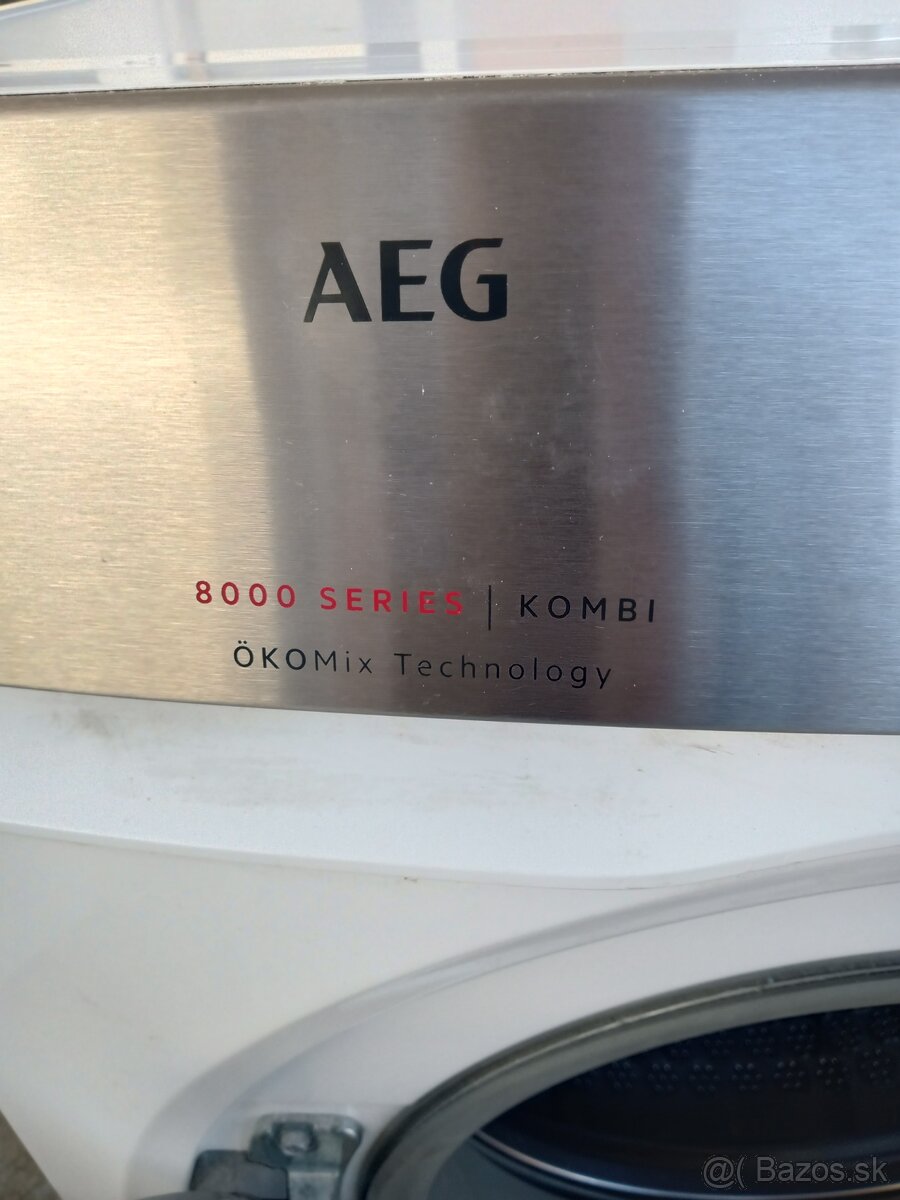 AEG
8000 SERIES | KOMBI
ÖKOMix Technology
@( Bazos.sk